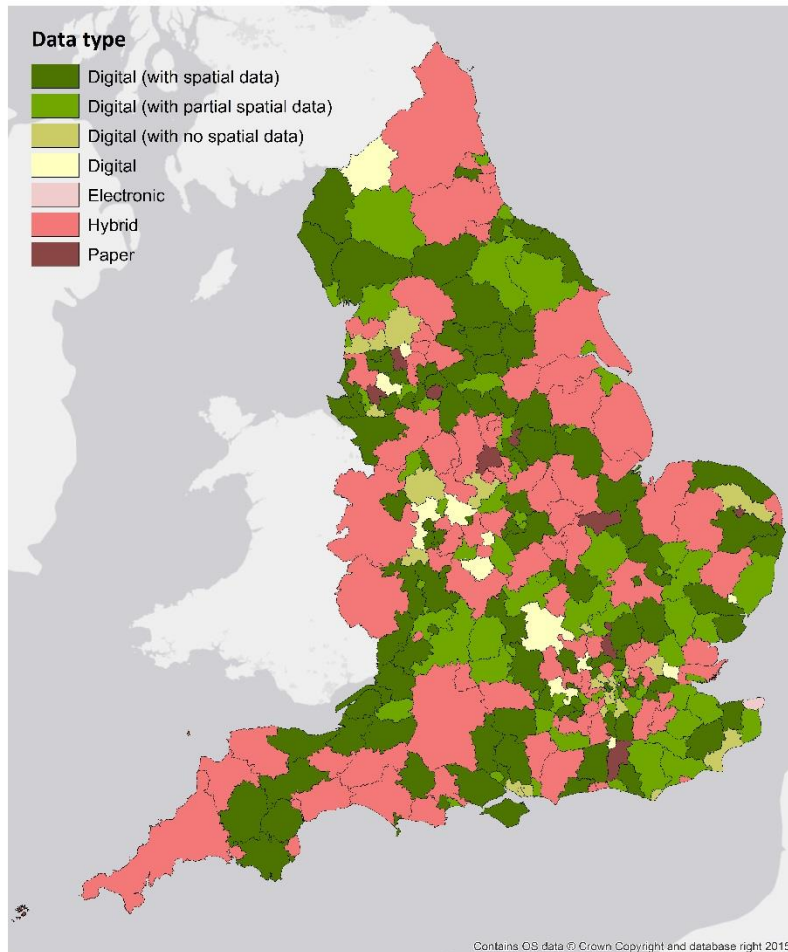 Data type
Digital (with spatial data)
Digital (with partial spatial data)
Digital (with no spatial data)
Digital
Electronic
Hybrid
Paper
Contains OS data © Crown Copyright and database right 2015